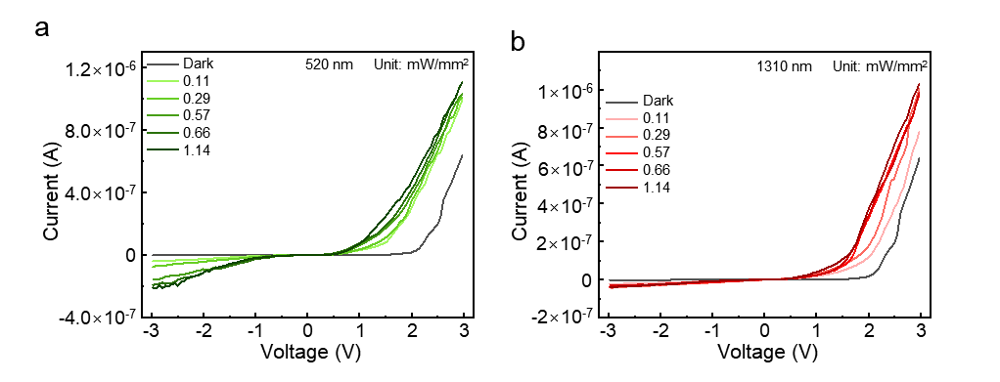 a
520 nm Unit: mW/mm²
Dark
0.11
0.29
0.57
0.66
1.14
1.2×10⁻⁶
8.0×10⁻⁷
4.0×10⁻⁷
0
-4.0×10⁻⁷
Current (A)
-3 -2 -1 0 1 2 3
Voltage (V)
b
1310 nm Unit: mW/mm²
Dark
0.11
0.29
0.57
0.66
1.14
1×10⁻⁶
8×10⁻⁷
6×10⁻⁷
4×10⁻⁷
2×10⁻⁷
0
-2×10⁻⁷
Current (A)
-3 -2 -1 0 1 2 3
Voltage (V)